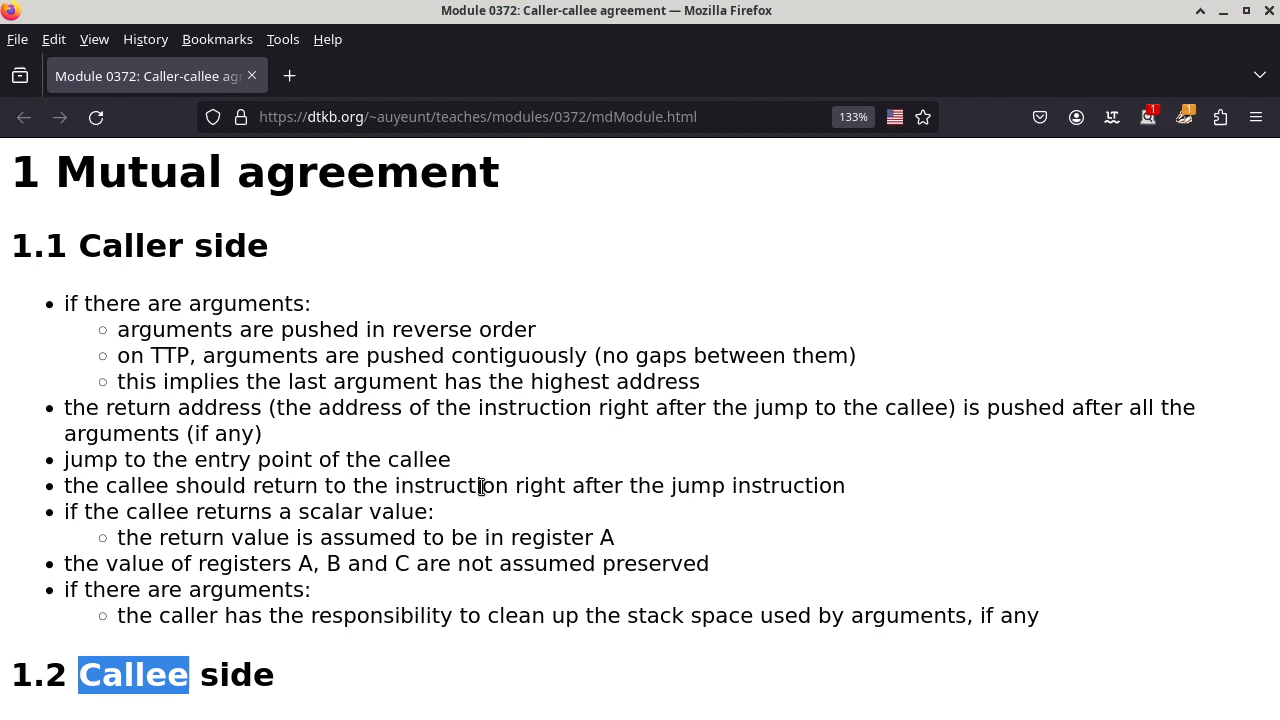 Module 0372: Caller-callee agreement — Mozilla Firefox
File Edit View History Bookmarks Tools Help
Module 0372: Caller-callee agr
https://dtkb.org/~auyeunt/teaches/modules/0372/mdModule.html 133% 1 1
1 Mutual agreement
1.1 Caller side
• if there are arguments:
◦ arguments are pushed in reverse order
◦ on TTP, arguments are pushed contiguously (no gaps between them)
◦ this implies the last argument has the highest address
• the return address (the address of the instruction right after the jump to the callee) is pushed after all the
arguments (if any)
• jump to the entry point of the callee
• the callee should return to the instruction right after the jump instruction
• if the callee returns a scalar value:
◦ the return value is assumed to be in register A
• the value of registers A, B and C are not assumed preserved
• if there are arguments:
◦ the caller has the responsibility to clean up the stack space used by arguments, if any
1.2 Callee side